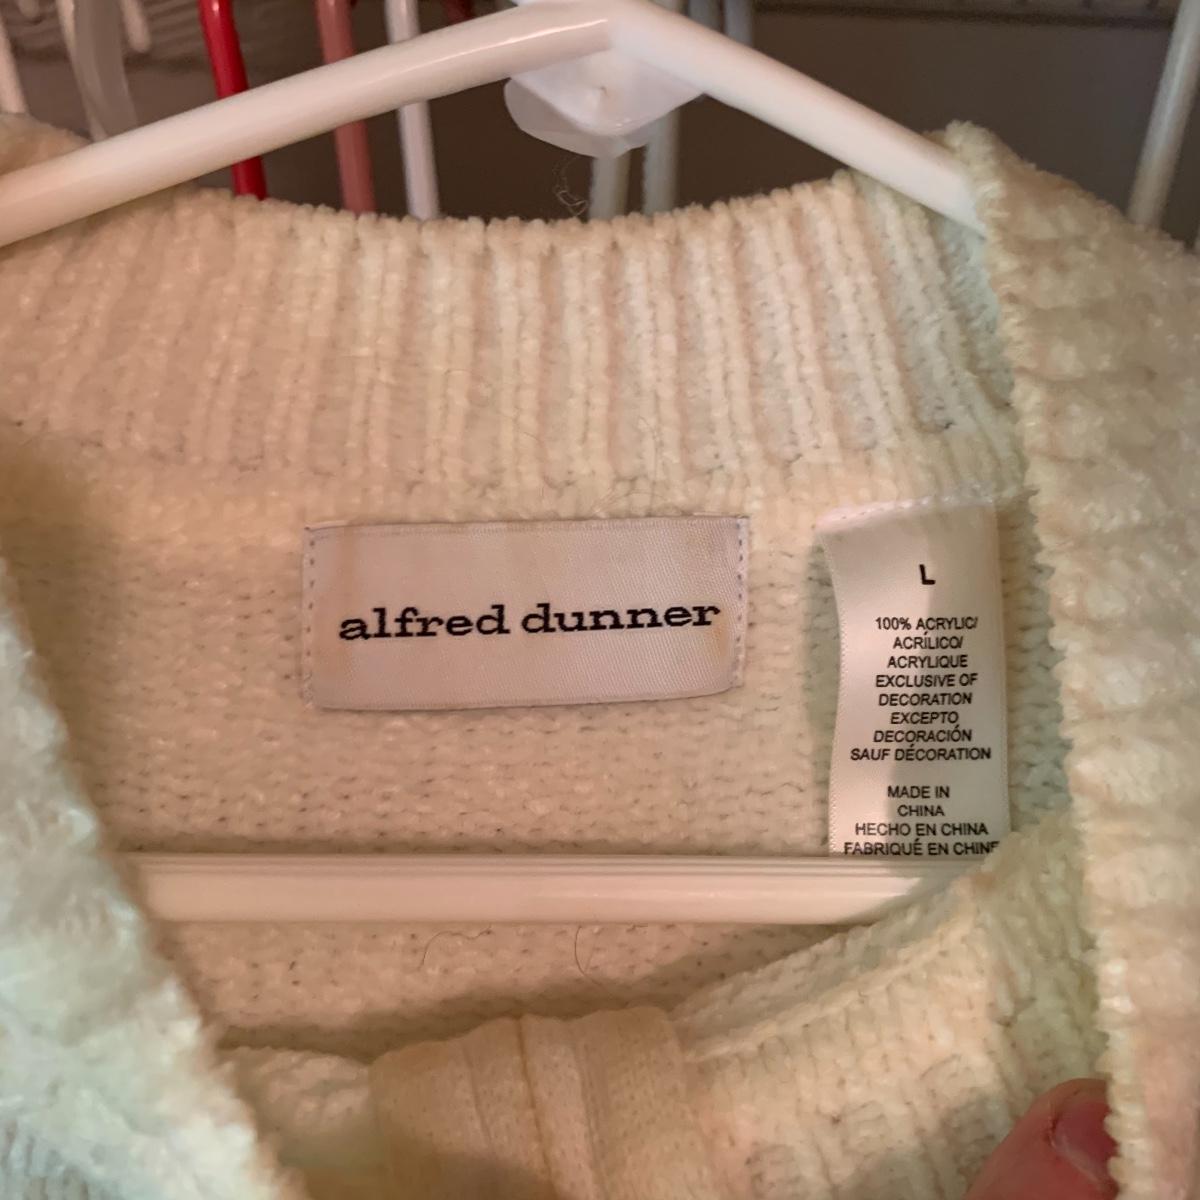 alfred dunner
L
100% ACRYLIC/
ACRÍLICO/
ACRYLIQUE
EXCLUSIVE OF
DECORATION
EXCEPTO
DECORACIÓN
SAUF DÉCORATION
MADE IN
CHINA
HECHO EN CHINA
FABRIQUÉ EN CHINE